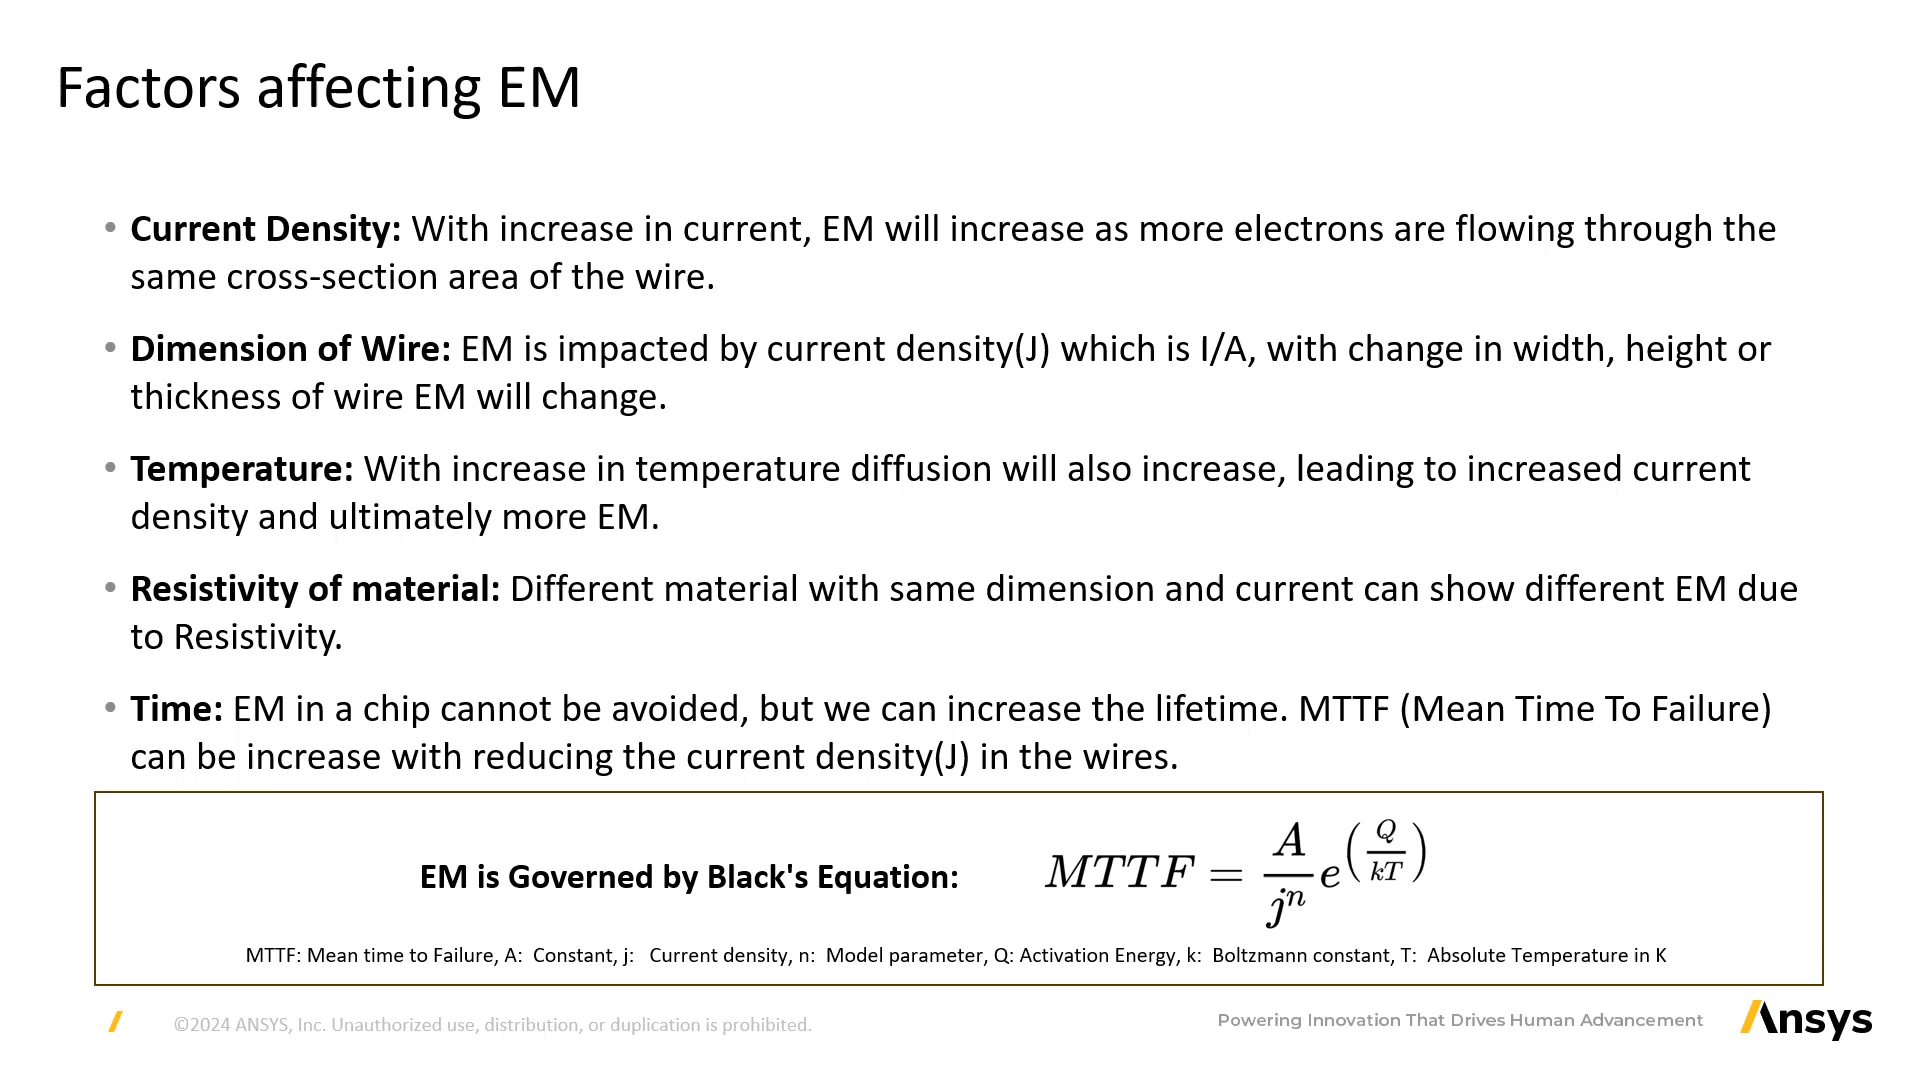 Factors affecting EM
• Current Density: With increase in current, EM will increase as more electrons are flowing through the
same cross-section area of the wire.
• Dimension of Wire: EM is impacted by current density(J) which is I/A, with change in width, height or
thickness of wire EM will change.
• Temperature: With increase in temperature diffusion will also increase, leading to increased current
density and ultimately more EM.
• Resistivity of material: Different material with same dimension and current can show different EM due
to Resistivity.
• Time: EM in a chip cannot be avoided, but we can increase the lifetime. MTTF (Mean Time To Failure)
can be increase with reducing the current density(J) in the wires.
EM is Governed by Black's Equation: MTTF = \frac{A}{j^n} e^{\left(\frac{Q}{kT}\right)}
MTTF: Mean time to Failure, A: Constant, j: Current density, n: Model parameter, Q: Activation Energy, k: Boltzmann constant, T: Absolute Temperature in K
©2024 ANSYS, Inc. Unauthorized use, distribution, or duplication is prohibited.
Powering Innovation That Drives Human Advancement
Ansys